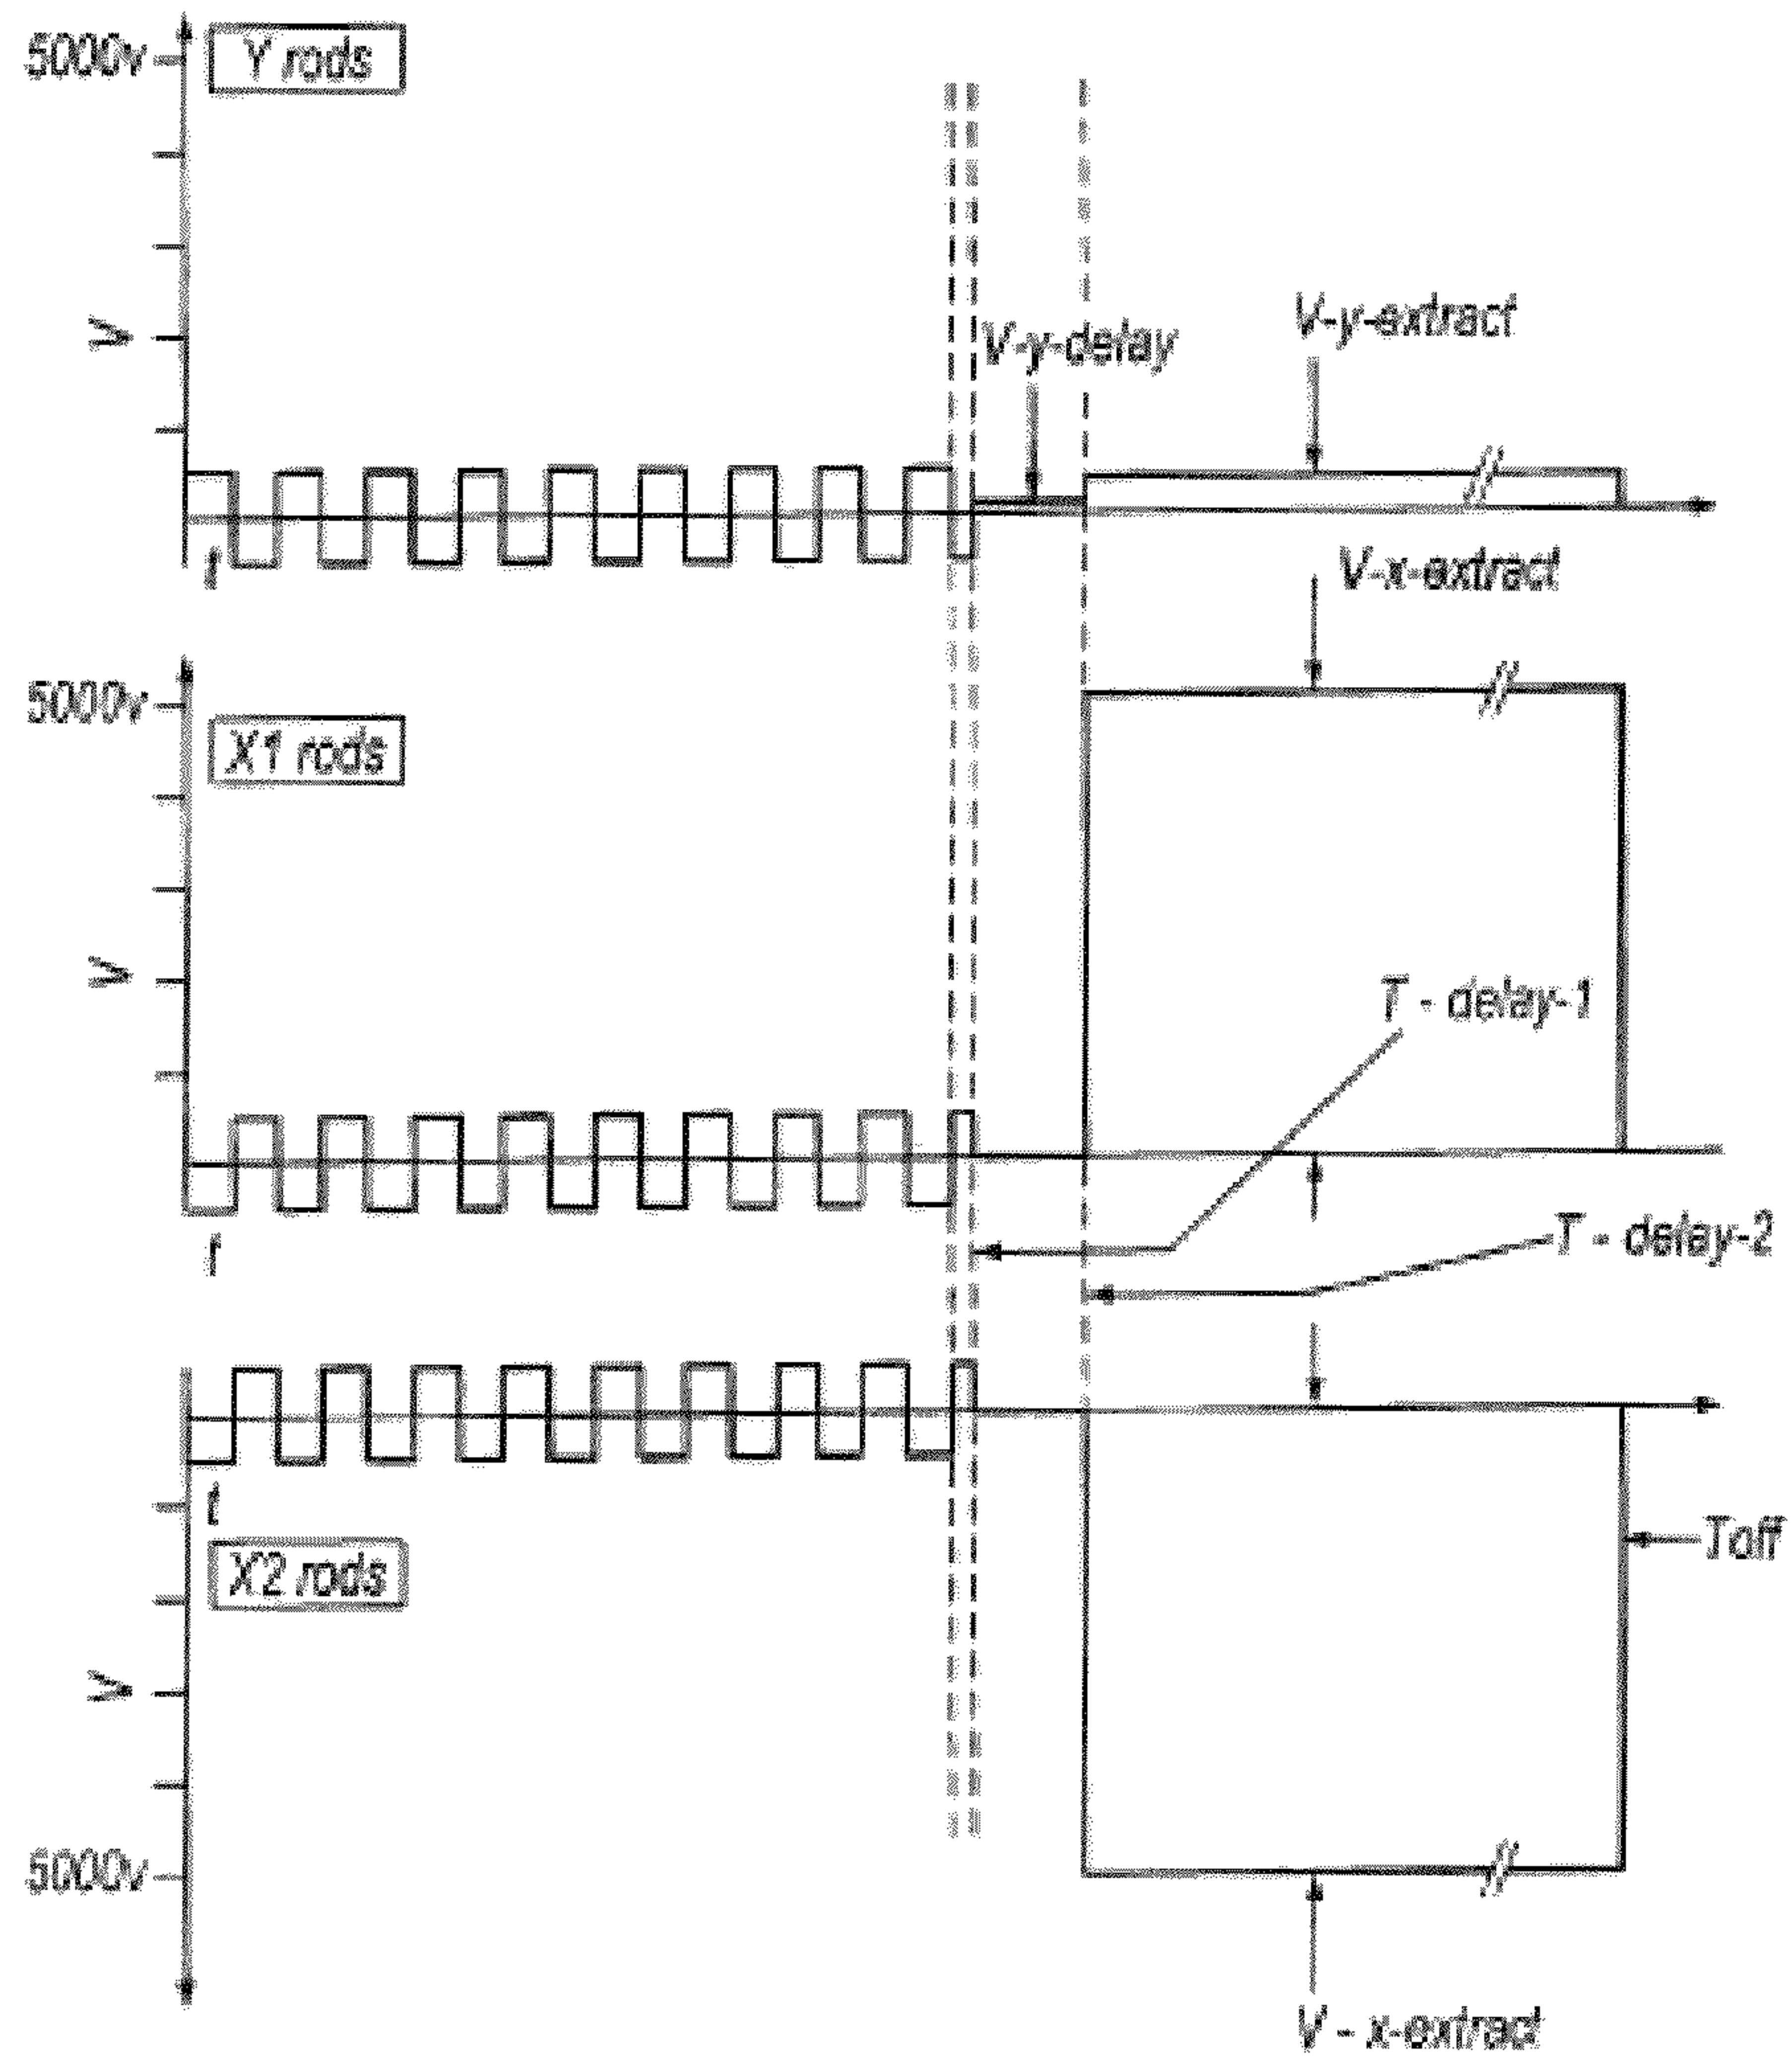 5000v
Y rods
V
V-y-delay
V-y-extract
t
V-x-extract
5000v
X1 rods
V
T - delay-1
t
T - delay-2
t
X2 rods
Toff
V
5000v
V - x-extract